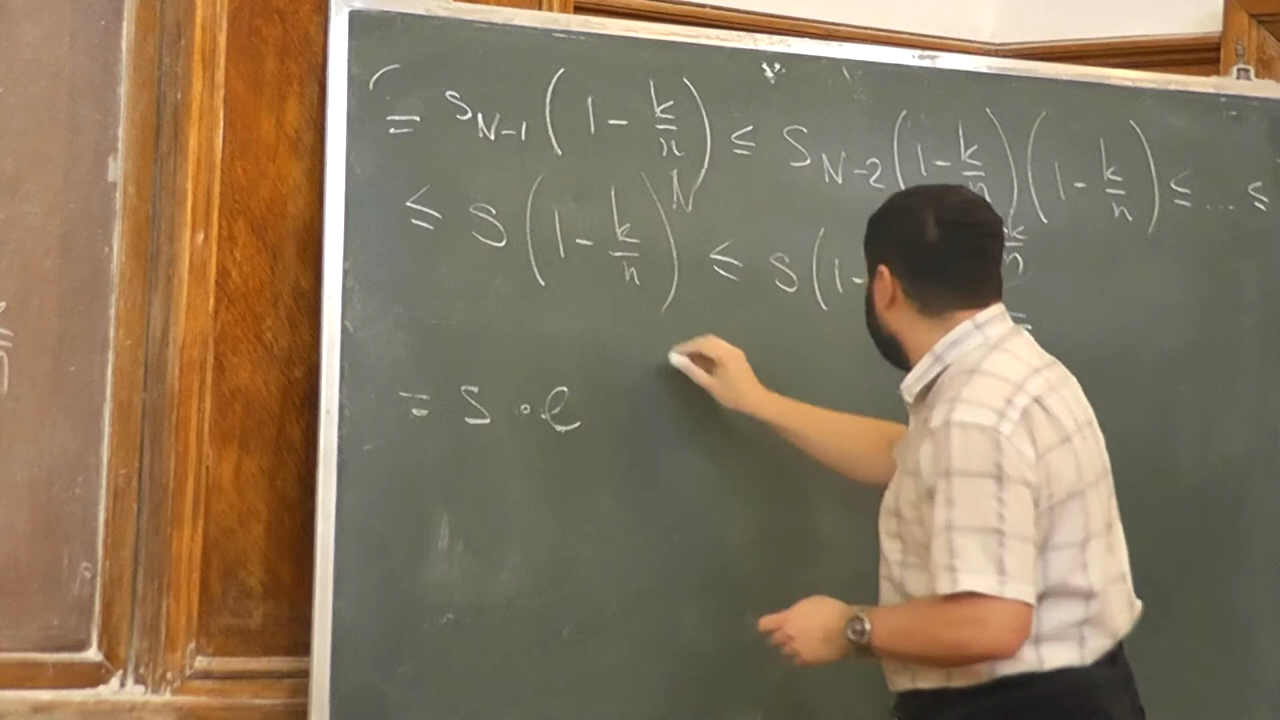 = S_{N-1} (1 - k/n) ≤ S_{N-2} (1 - k/n) (1 - k/n) ≤ ... ≤
≤ S (1 - k/n)^N ≤ S (1 - k/n
= S · e